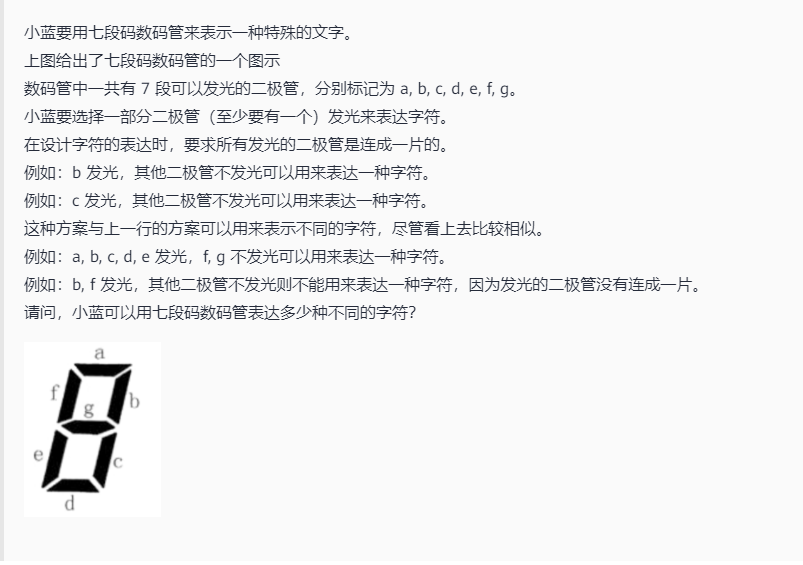 小蓝要用七段码数码管来表示一种特殊的文字。
上图给出了七段码数码管的一个图示
数码管中一共有 7 段可以发光的二极管，分别标记为 a, b, c, d, e, f, g。
小蓝要选择一部分二极管（至少要有一个）发光来表达字符。
在设计字符的表达时，要求所有发光的二极管是连成一片的。
例如：b 发光，其他二极管不发光可以用来表达一种字符。
例如：c 发光，其他二极管不发光可以用来表达一种字符。
这种方案与上一行的方案可以用来表示不同的字符，尽管看上去比较相似。
例如：a, b, c, d, e 发光，f, g 不发光可以用来表达一种字符。
例如：b, f 发光，其他二极管不发光则不能用来表达一种字符，因为发光的二极管没有连成一片。
请问，小蓝可以用七段码数码管表达多少种不同的字符？
a
f
b
g
e
c
d